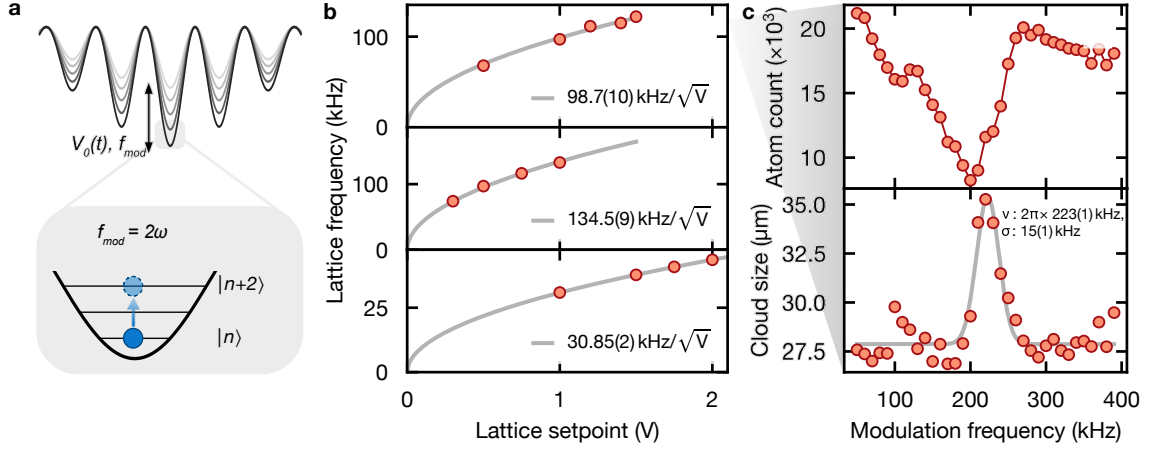 a
V₀(t), f_mod
f_mod = 2ω
|n+2⟩
|n⟩
b
Lattice frequency (kHz)
100
0
98.7(10) kHz/√V
100
0
134.5(9) kHz/√V
25
0
30.85(2) kHz/√V
0 1 2
Lattice setpoint (V)
c
Atom count (×10³)
20
15
10
Cloud size (μm)
35.0
32.5
30.0
27.5
ν : 2π× 223(1) kHz,
σ : 15(1) kHz
100 200 300 400
Modulation frequency (kHz)